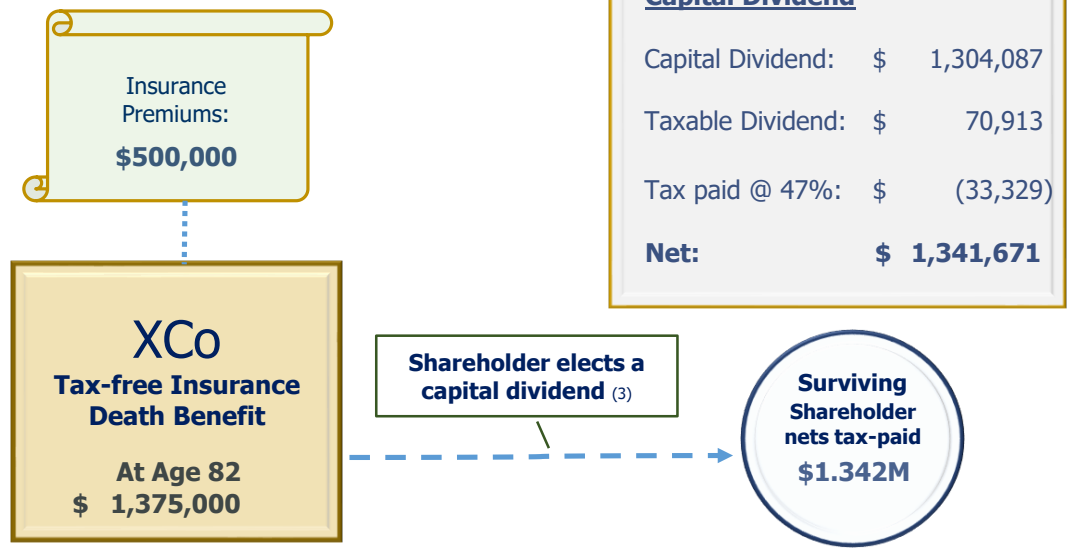 Capital Dividend
Capital Dividend: $ 1,304,087
Taxable Dividend: $ 70,913
Tax paid @ 47%: $ (33,329)
Net: $ 1,341,671
Insurance
Premiums:
$500,000
XCo
Tax-free Insurance
Death Benefit
At Age 82
$ 1,375,000
Shareholder elects a
capital dividend (3)
Surviving
Shareholder
nets tax-paid
$1.342M